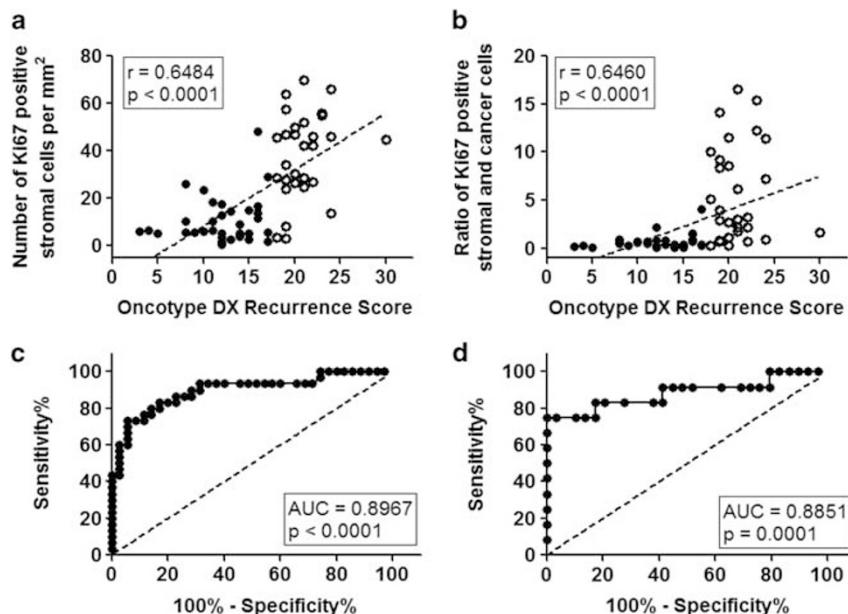 a
r = 0.6484
p < 0.0001
Number of Ki67 positive
stromal cells per mm2
80
60
40
20
0
0 5 10 15 20 25 30
Oncotype DX Recurrence Score
b
r = 0.6460
p < 0.0001
Ratio of Ki67 positive
stromal and cancer cells
20
15
10
5
0
0 5 10 15 20 25 30
Oncotype DX Recurrence Score
c
Sensitivity%
100
80
60
40
20
0
AUC = 0.8967
p < 0.0001
0 20 40 60 80 100
100% - Specificity%
d
Sensitivity%
100
80
60
40
20
0
AUC = 0.8851
p = 0.0001
0 20 40 60 80 100
100% - Specificity%